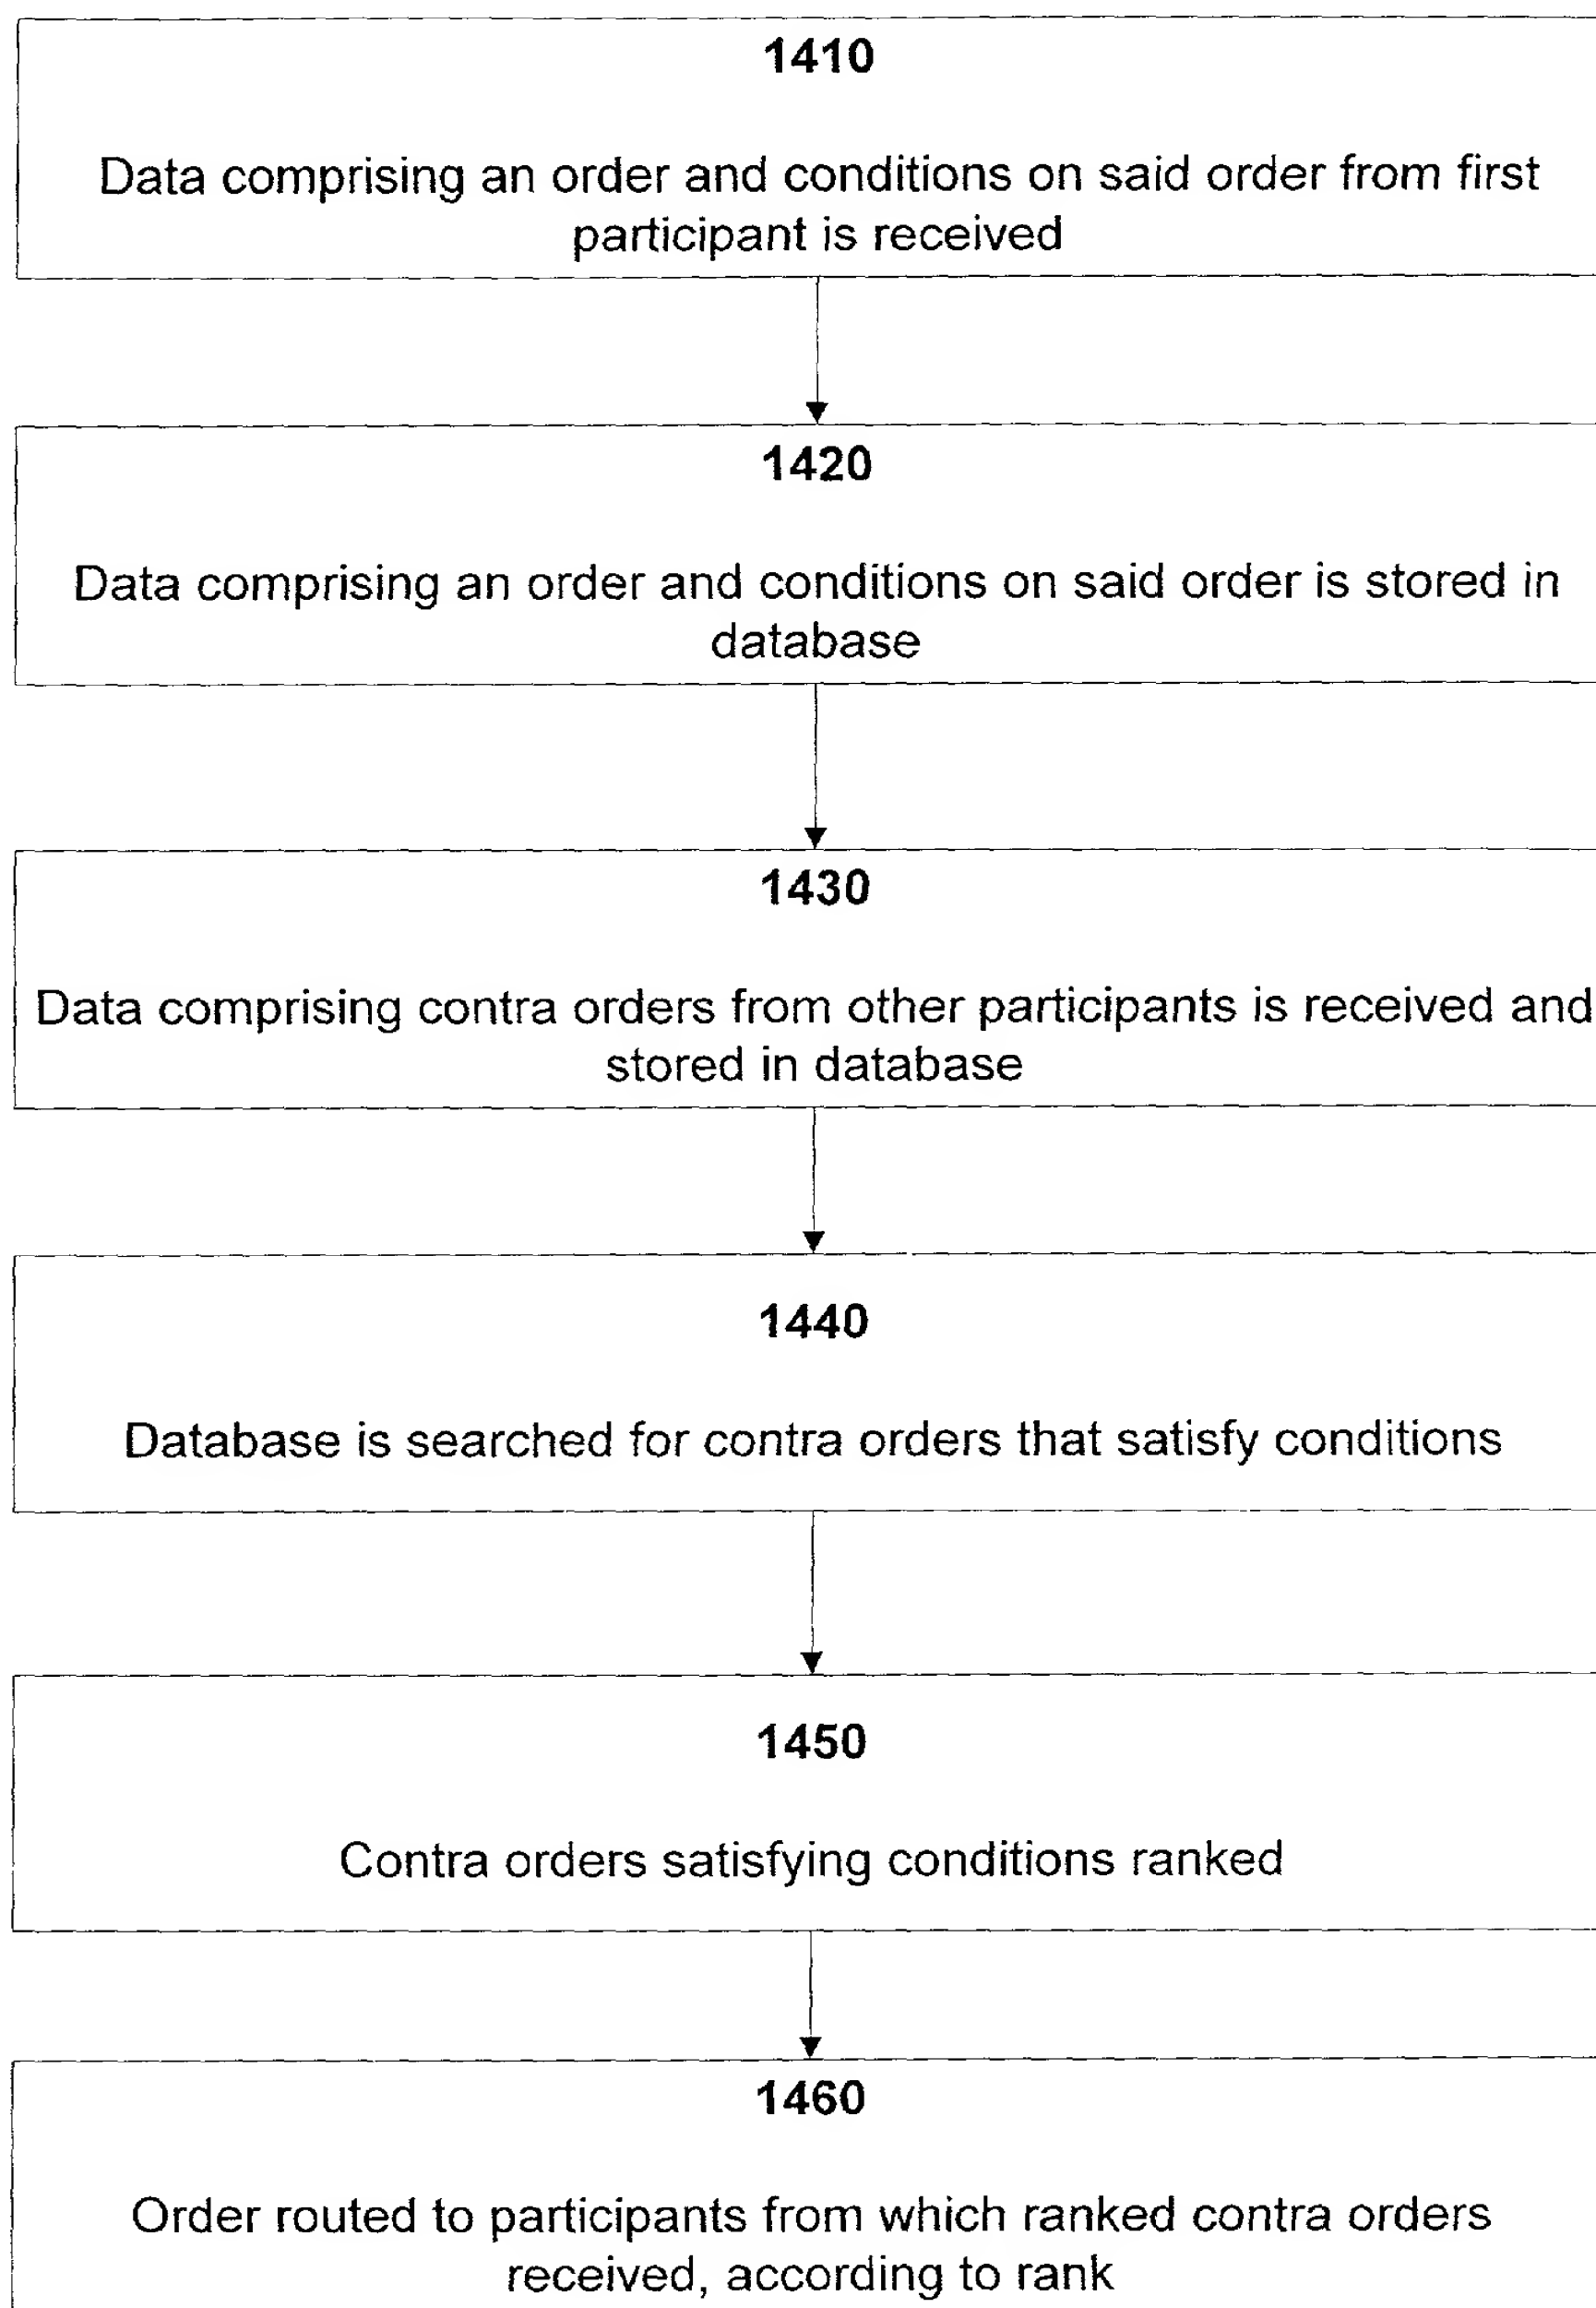 1410
Data comprising an order and conditions on said order from first
participant is received
1420
Data comprising an order and conditions on said order is stored in
database
1430
Data comprising contra orders from other participants is received and
stored in database
1440
Database is searched for contra orders that satisfy conditions
1450
Contra orders satisfying conditions ranked
1460
Order routed to participants from which ranked contra orders
received, according to rank